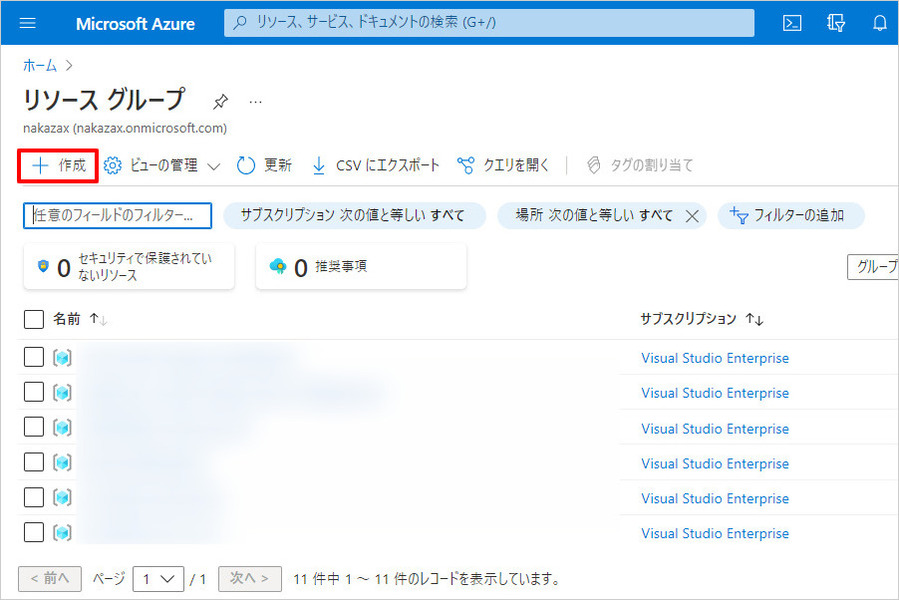 Microsoft Azure リソース、サービス、ドキュメントの検索 (G+/)
ホーム >
リソース グループ ...
nakazax (nakazax.onmicrosoft.com)
+ 作成 ビューの管理 更新 CSV にエクスポート クエリを開く タグの割り当て
任意のフィールドのフィルター... サブスクリプション 次の値と等しい すべて 場所 次の値と等しい すべて フィルターの追加
0 セキュリティで保護されていないリソース 0 推奨事項 グループ
名前 ↑↓ サブスクリプション ↑↓
Visual Studio Enterprise
Visual Studio Enterprise
Visual Studio Enterprise
Visual Studio Enterprise
Visual Studio Enterprise
Visual Studio Enterprise
< 前へ ページ 1 / 1 次へ > 11 件中 1 ～ 11 件のレコードを表示しています。